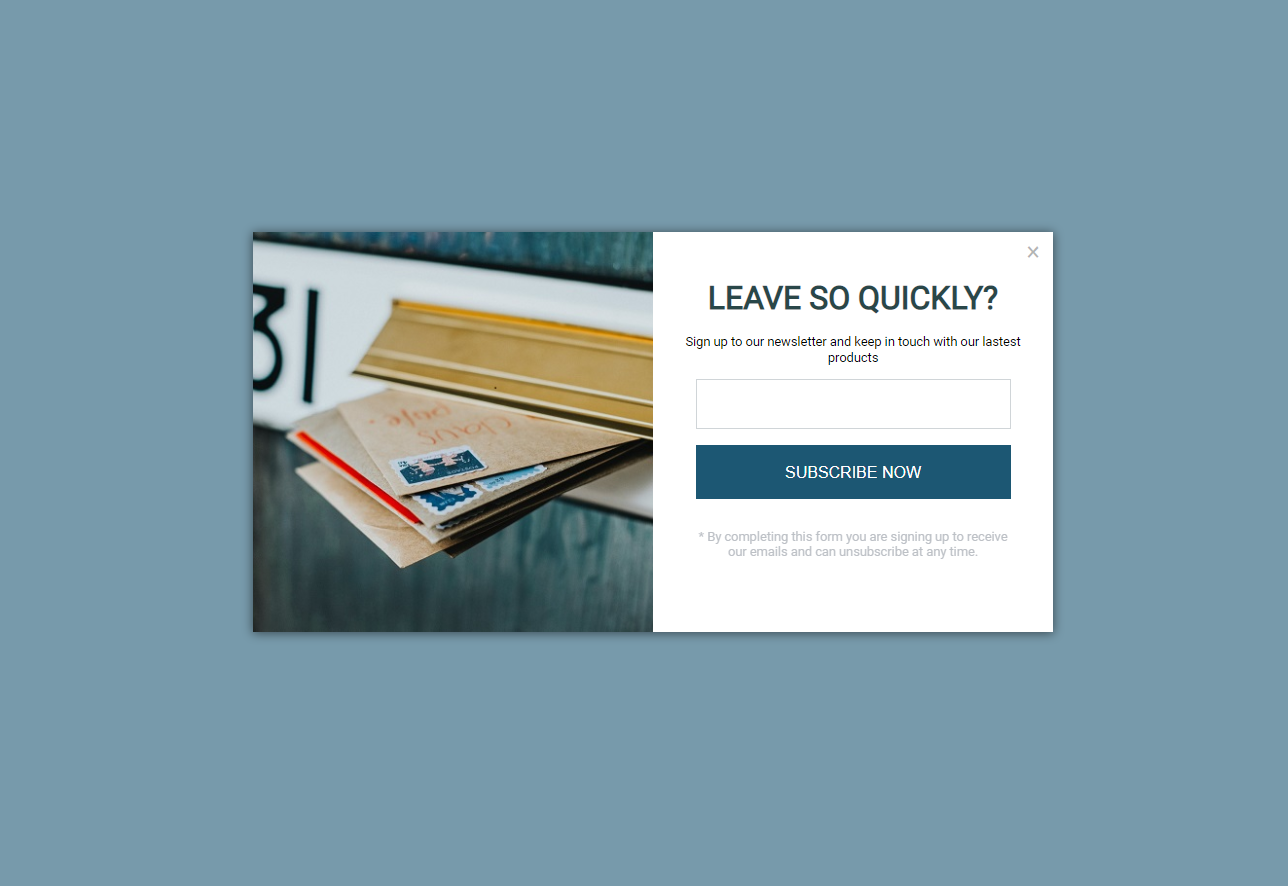 31
×
LEAVE SO QUICKLY?
Sign up to our newsletter and keep in touch with our lastest
products
SUBSCRIBE NOW
* By completing this form you are signing up to receive
our emails and can unsubscribe at any time.